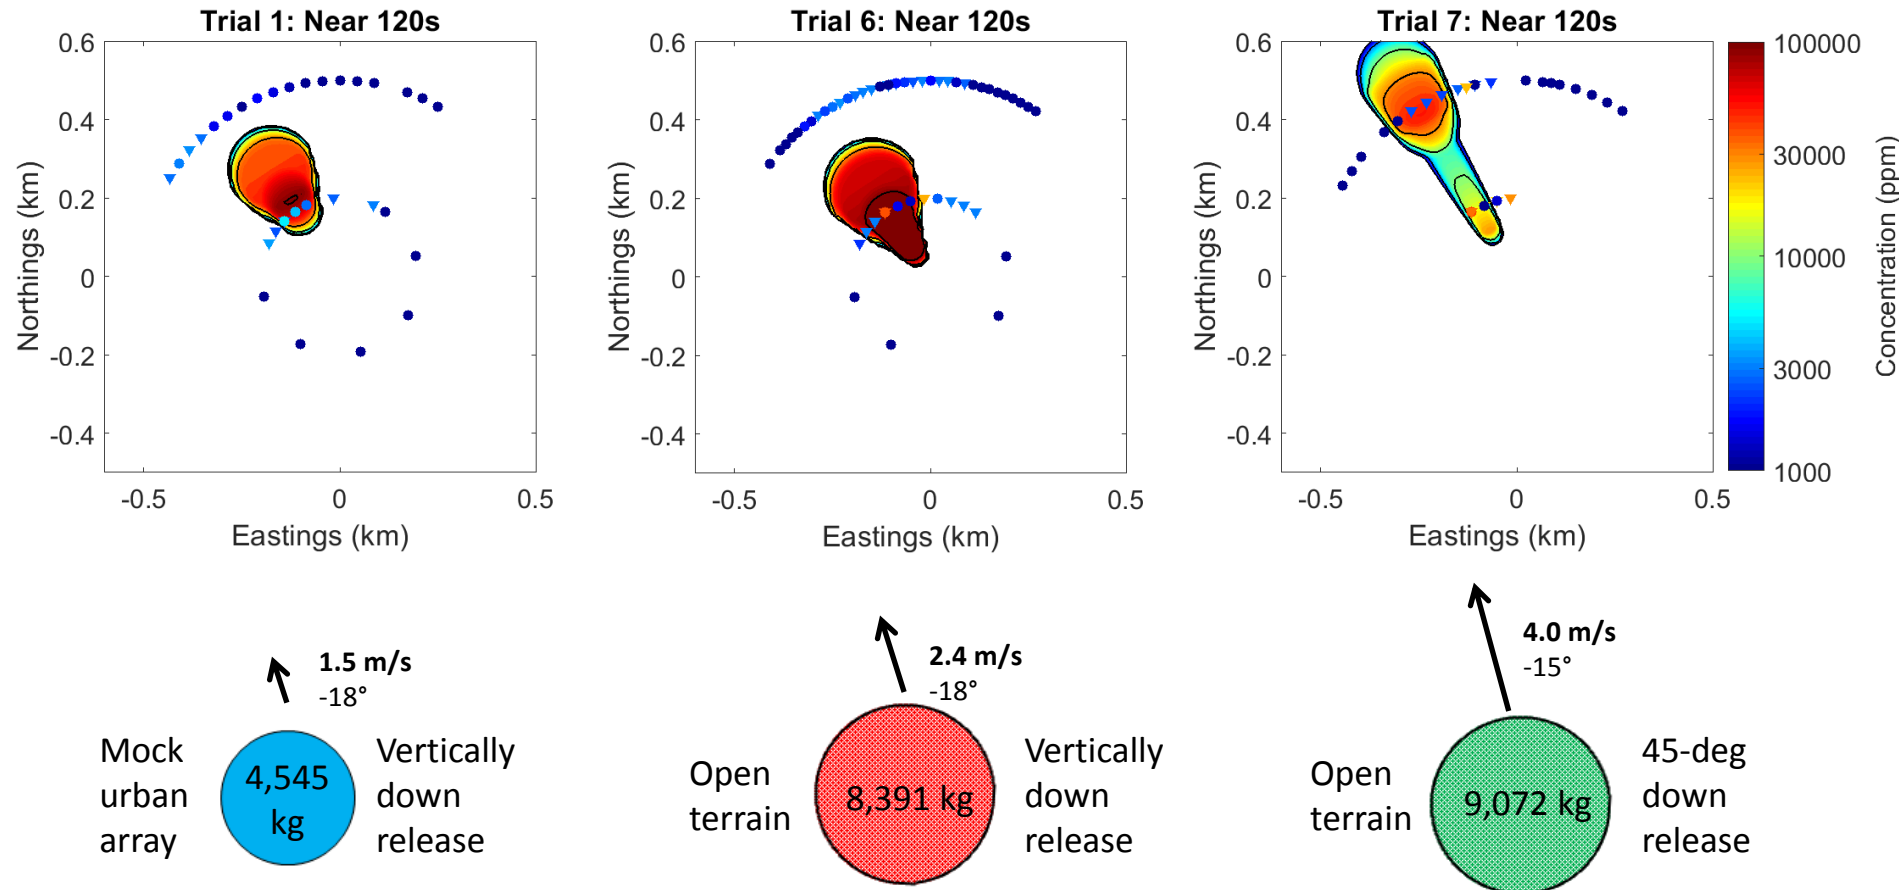 Trial 1: Near 120s
0.6
0.4
0.2
0
-0.2
-0.4
Northings (km)
-0.5
0
0.5
Eastings (km)
Trial 6: Near 120s
0.6
0.4
0.2
0
-0.2
-0.4
Northings (km)
-0.5
0
0.5
Eastings (km)
Trial 7: Near 120s
0.6
0.4
0.2
0
-0.2
-0.4
Northings (km)
-0.5
0
0.5
Eastings (km)
100000
30000
10000
3000
1000
Concentration (ppm)
1.5 m/s
-18°
Mock
urban
array
4,545
kg
Vertically
down
release
2.4 m/s
-18°
Open
terrain
8,391 kg
Vertically
down
release
4.0 m/s
-15°
Open
terrain
9,072 kg
45-deg
down
release